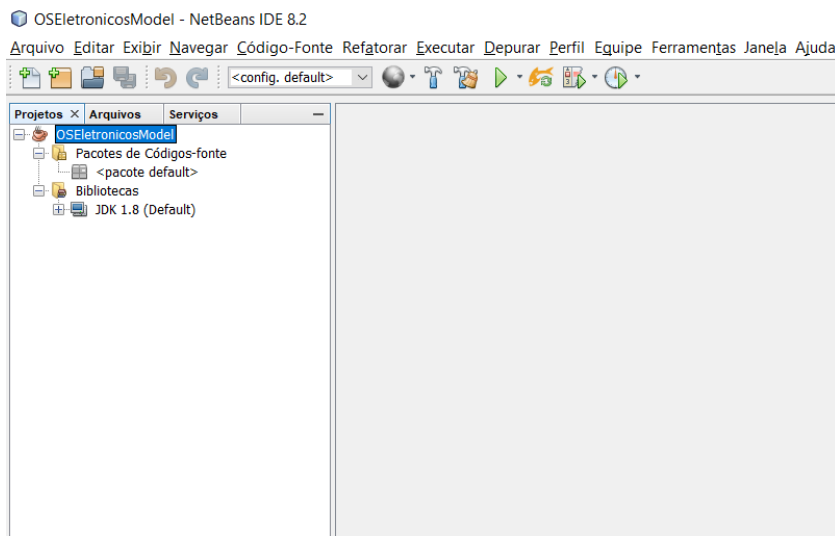 OSEletronicosModel - NetBeans IDE 8.2
Arquivo Editar Exibir Navegar Código-Fonte Refatorar Executar Depurar Perfil Equipe Ferramentas Janela Ajuda
<config. default>
Projetos Arquivos Serviços
OSEletronicosModel
Pacotes de Códigos-fonte
<pacote default>
Bibliotecas
JDK 1.8 (Default)